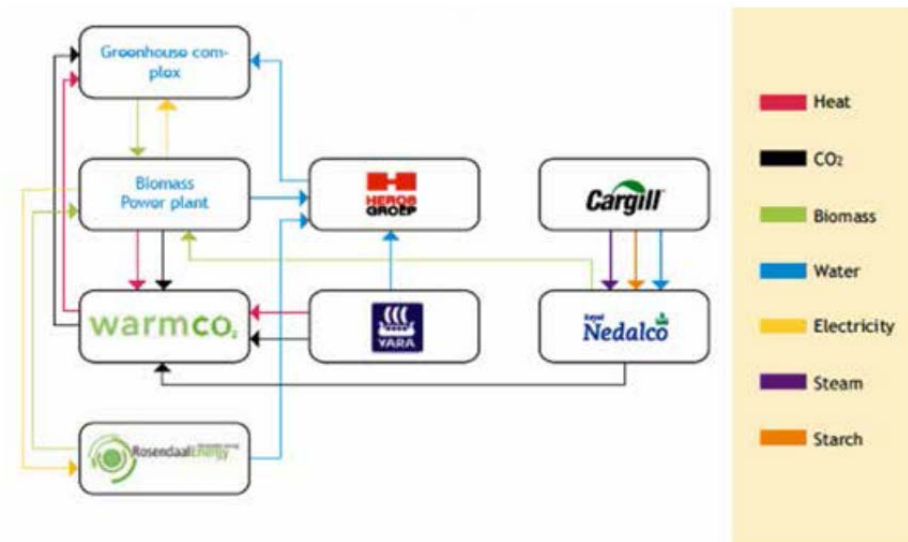 Greenhouse com-
plex
Biomass
Power plant
HEROS
GROEP
Cargill
warmco₂
YARA
Royal
Nedalco
RosendaalEnergy
Heat
CO₂
Biomass
Water
Electricity
Steam
Starch